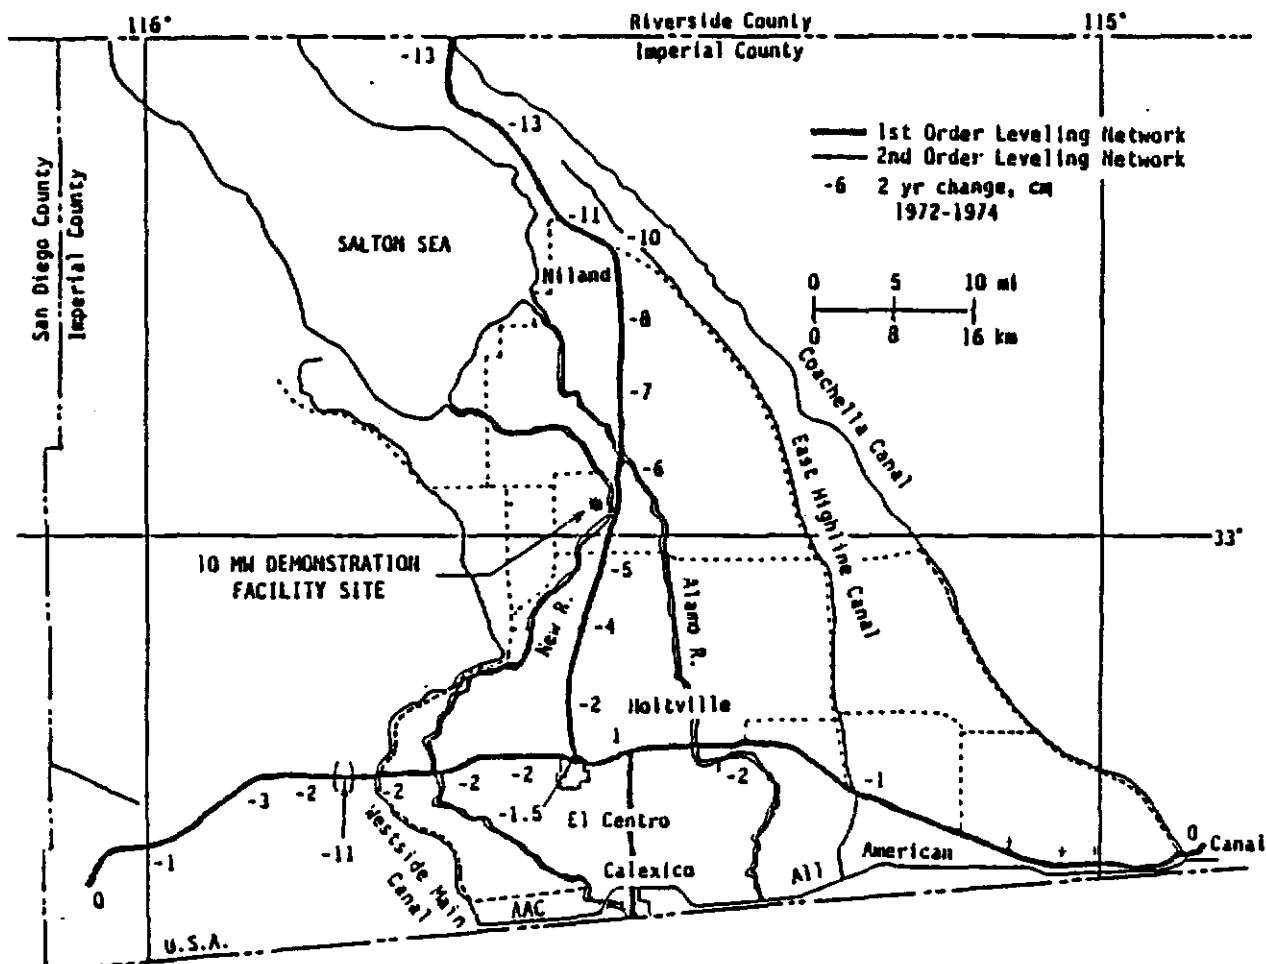 116°
Riverside County
115°
Imperial County
-13
-13
1st Order Leveling Network
2nd Order Leveling Network
-6 2 yr change, cm
1972-1974
San Diego County
Imperial County
SALTON SEA
-11
-10
Niland
0 5 10 mi
0 8 16 km
-8
-7
Coachella Canal
East Highline Canal
-6
33°
10 MW DEMONSTRATION
FACILITY SITE
-5
New R.
Alamo R.
-4
-2
Holtville
1
-3
-2
-2
-2
-2
-2
-1
-1.5
El Centro
-11
-1
0
Westside Main
Canal
Calexico
All
American
0
Canal
AAC
U.S.A.